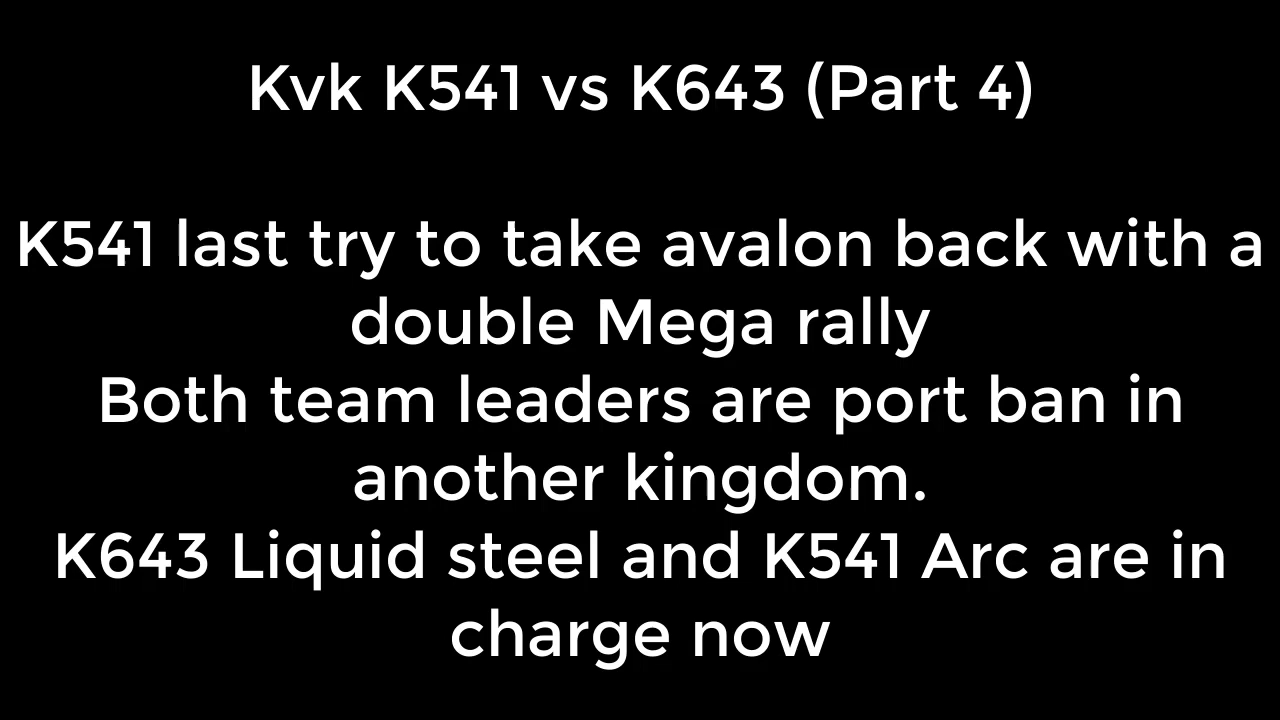 Kvk K541 vs K643 (Part 4)
K541 last try to take avalon back with a
double Mega rally
Both team leaders are port ban in
another kingdom.
K643 Liquid steel and K541 Arc are in
charge now